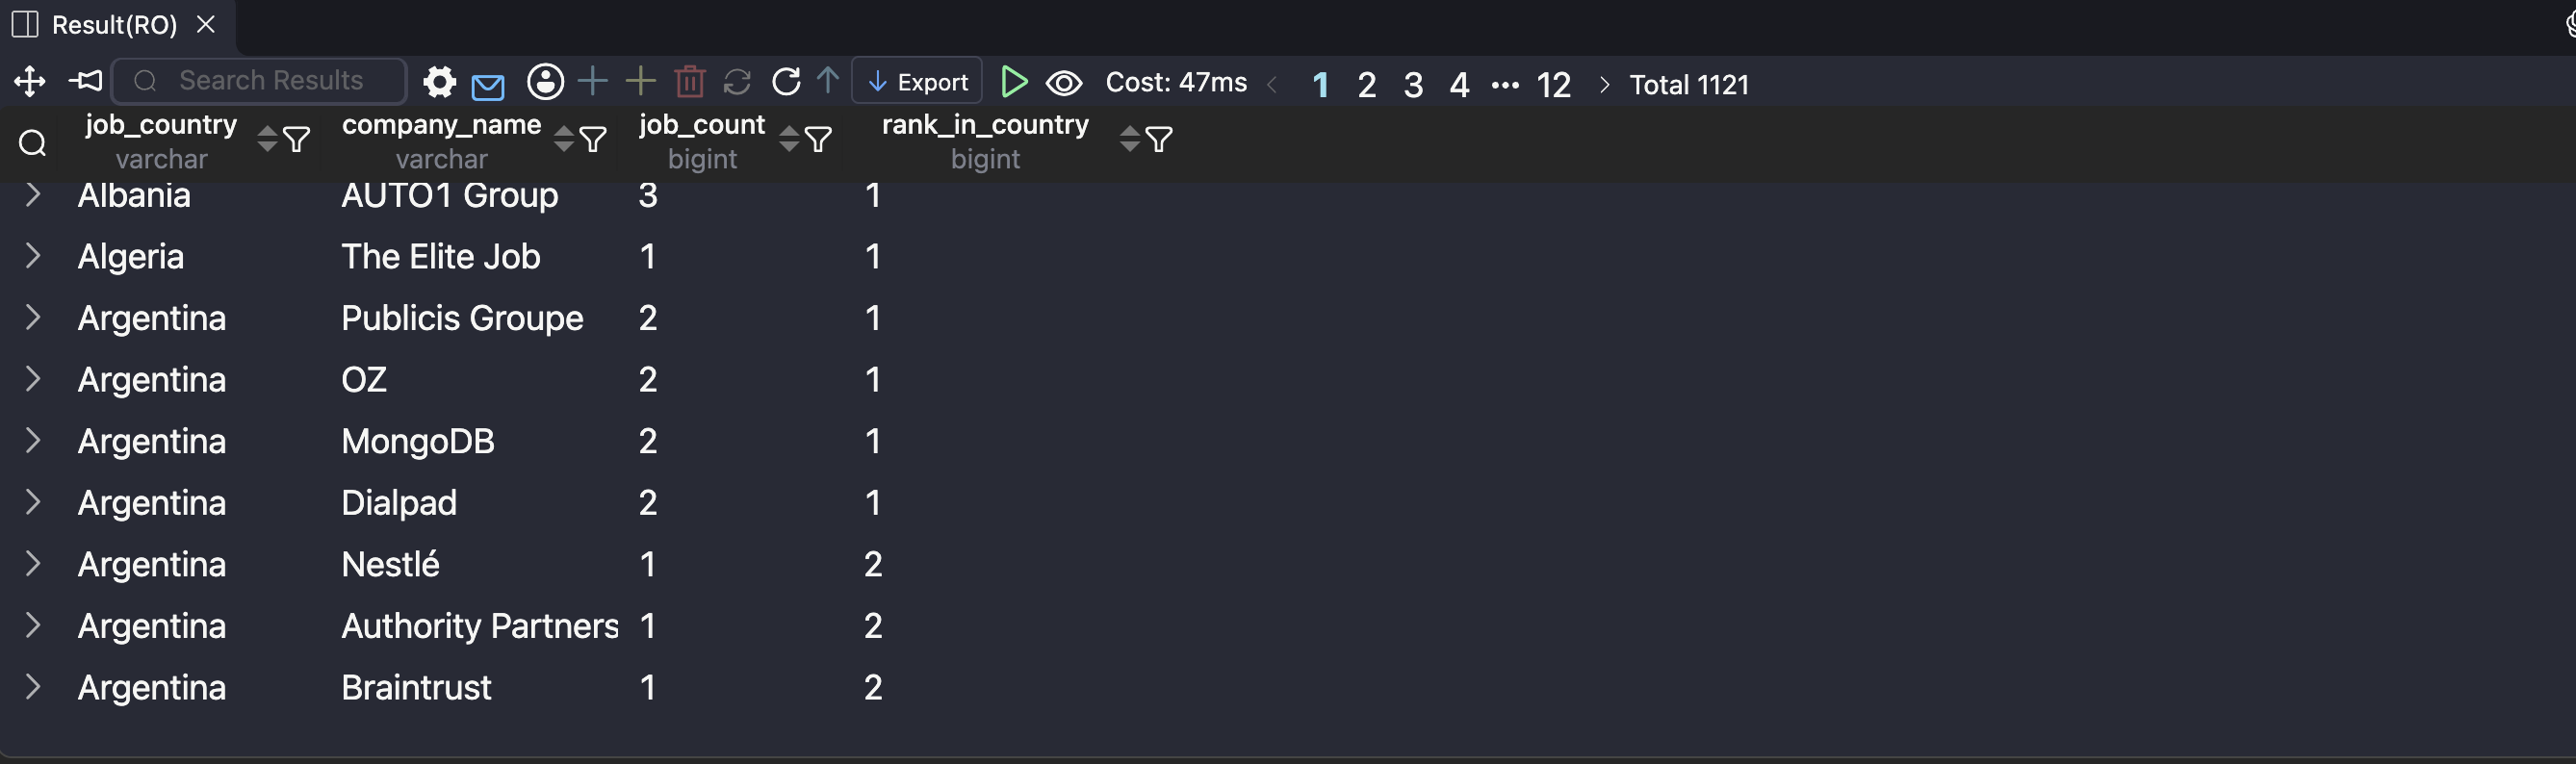 Result(RO)
Search Results Export Cost: 47ms 1 2 3 4 ••• 12 Total 1121
job_country company_name job_count rank_in_country
varchar varchar bigint bigint
Albania AUTO1 Group 3 1
Algeria The Elite Job 1 1
Argentina Publicis Groupe 2 1
Argentina OZ 2 1
Argentina MongoDB 2 1
Argentina Dialpad 2 1
Argentina Nestlé 1 2
Argentina Authority Partners 1 2
Argentina Braintrust 1 2